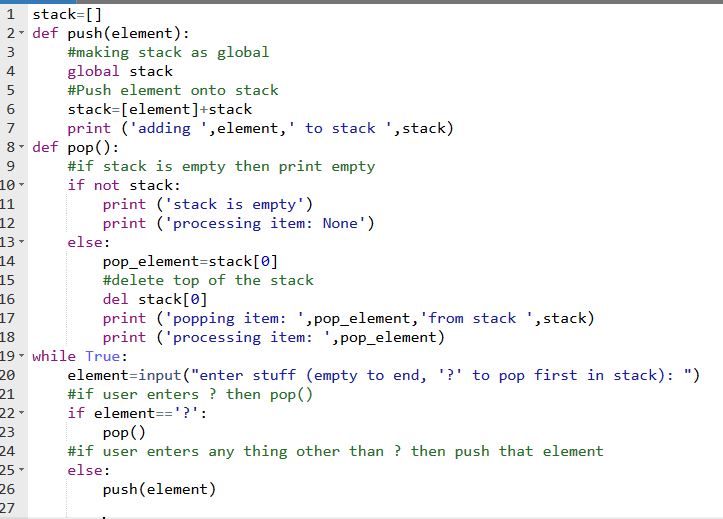 1 stack=[]
2 def push(element):
3 #making stack as global
4 global stack
5 #Push element onto stack
6 stack=[element]+stack
7 print ('adding ',element,' to stack ',stack)
8 def pop():
9 #if stack is empty then print empty
10 if not stack:
11 print ('stack is empty')
12 print ('processing item: None')
13 else:
14 pop_element=stack[0]
15 #delete top of the stack
16 del stack[0]
17 print ('popping item: ',pop_element,'from stack ',stack)
18 print ('processing item: ',pop_element)
19 while True:
20 element=input("enter stuff (empty to end, '?' to pop first in stack): ")
21 #if user enters ? then pop()
22 if element=='?':
23 pop()
24 #if user enters any thing other than ? then push that element
25 else:
26 push(element)
27